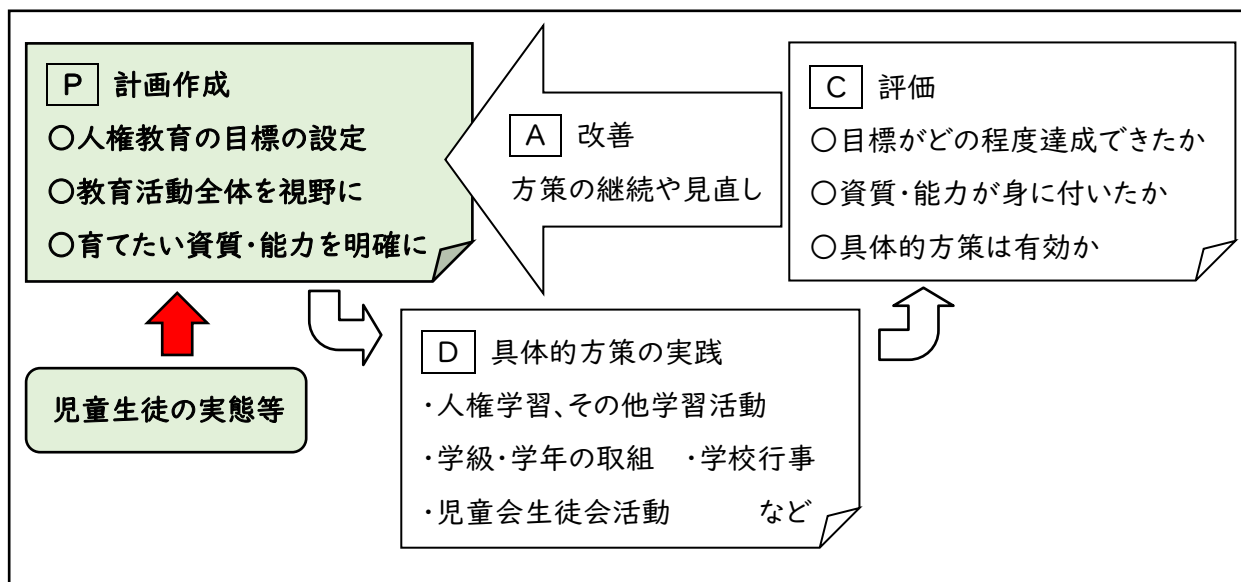 P 計画作成
〇人権教育の目標の設定
〇教育活動全体を視野に
〇育てたい資質・能力を明確に
児童生徒の実態等
D 具体的方策の実践
・人権学習、その他学習活動
・学級・学年の取組 ・学校行事
・児童会生徒会活動 など
C 評価
〇目標がどの程度達成できたか
〇資質・能力が身に付いたか
〇具体的方策は有効か
A 改善
方策の継続や見直し